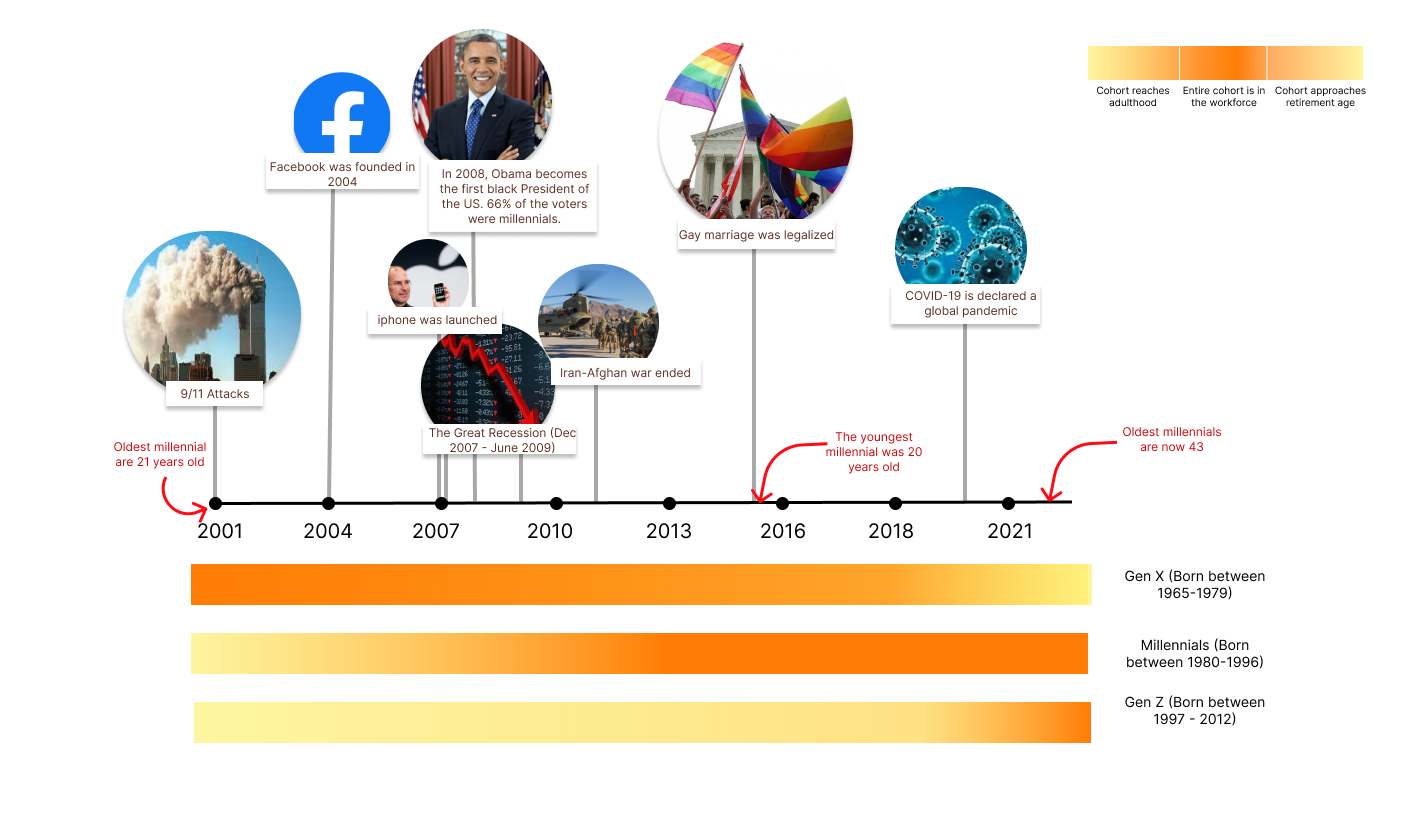 Cohort reaches
adulthood
Entire cohort is in
the workforce
Cohort approaches
retirement age
Facebook was founded in
2004
In 2008, Obama becomes
the first black President of
the US. 66% of the voters
were millennials.
Gay marriage was legalized
COVID-19 is declared a
global pandemic
iphone was launched
Iran-Afghan war ended
9/11 Attacks
The Great Recession (Dec
2007 - June 2009)
Oldest millennial
are 21 years old
The youngest
millennial was 20
years old
Oldest millennials
are now 43
2001
2004
2007
2010
2013
2016
2018
2021
Gen X (Born between
1965-1979)
Millennials (Born
between 1980-1996)
Gen Z (Born between
1997 - 2012)